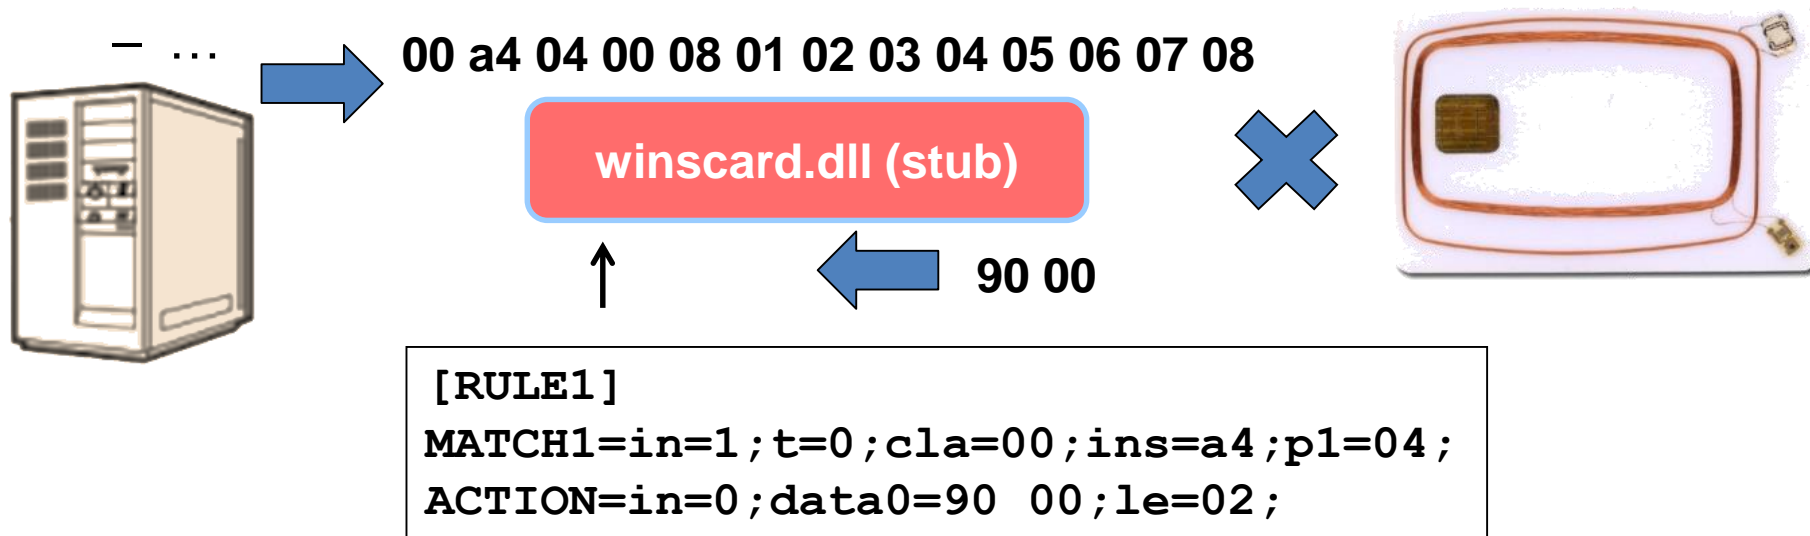 – ...
00 a4 04 00 08 01 02 03 04 05 06 07 08
winscard.dll (stub)
90 00
[RULE1]
MATCH1=in=1;t=0;cla=00;ins=a4;p1=04;
ACTION=in=0;data0=90 00;le=02;